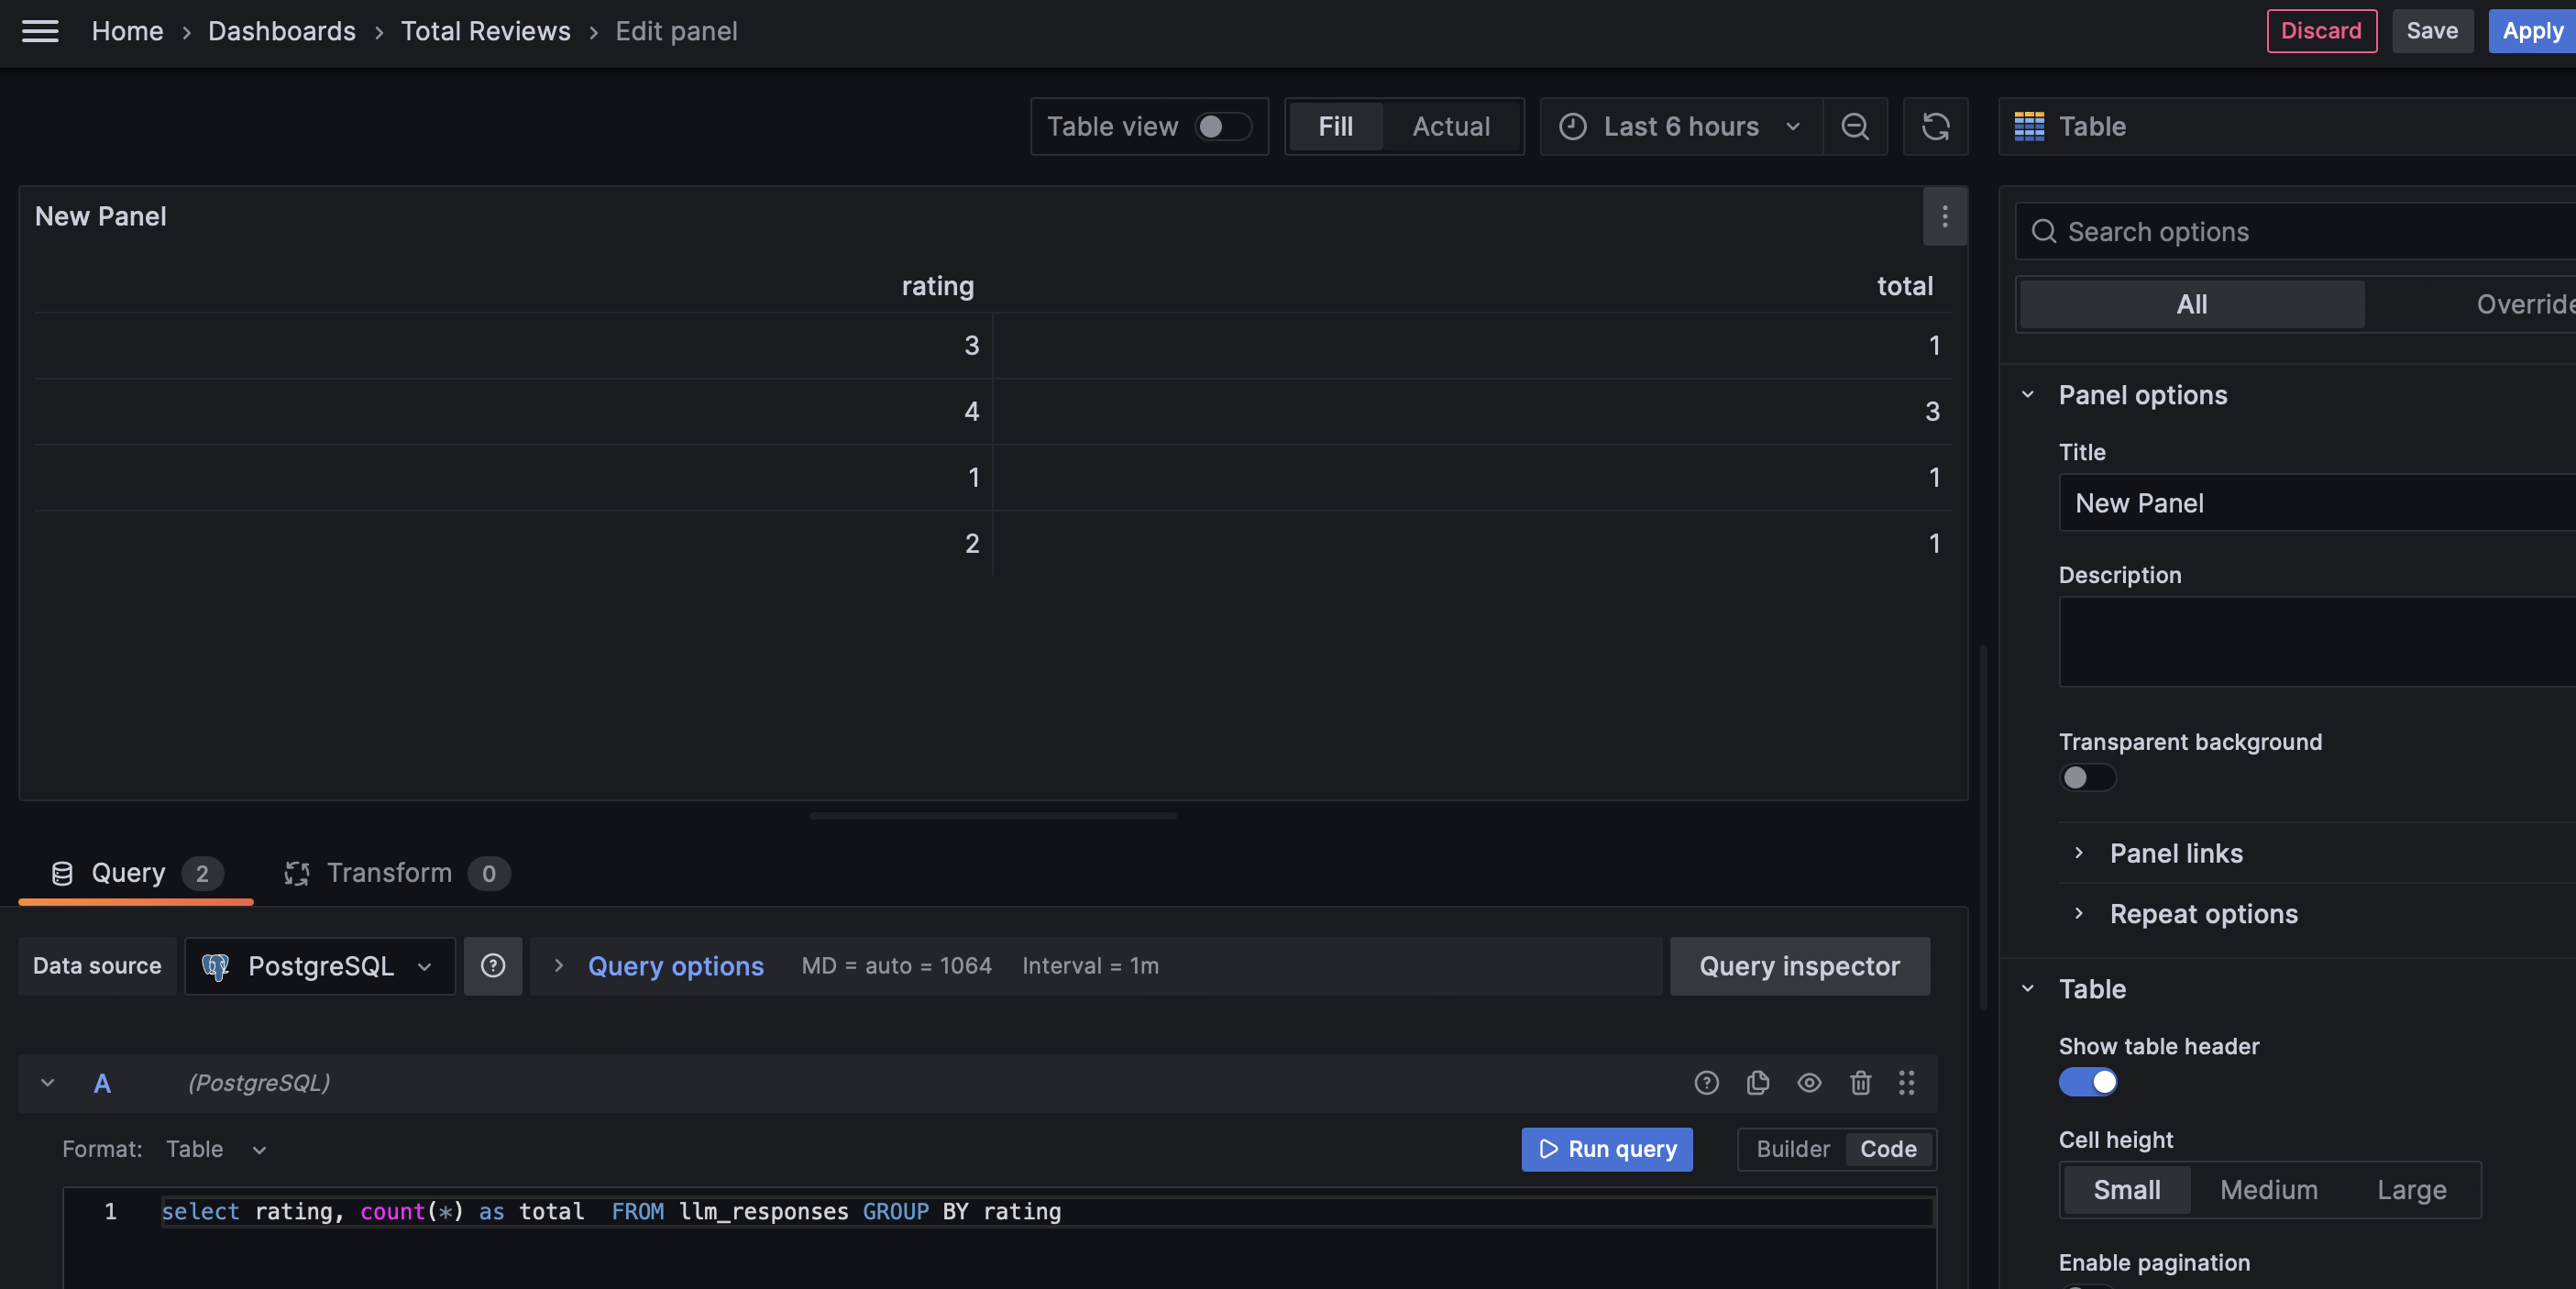 Home › Dashboards › Total Reviews › Edit panel
Discard Save Apply
Table view Fill Actual Last 6 hours Table
New Panel
rating total
3 1
4 3
1 1
2 1
Search options
All Override
Panel options
Title
New Panel
Description
Transparent background
Panel links
Repeat options
Table
Show table header
Cell height
Small Medium Large
Enable pagination
Query 2 Transform 0
Data source PostgreSQL Query options MD = auto = 1064 Interval = 1m Query inspector
A (PostgreSQL)
Format: Table Run query Builder Code
1 select rating, count(*) as total  FROM llm_responses GROUP BY rating